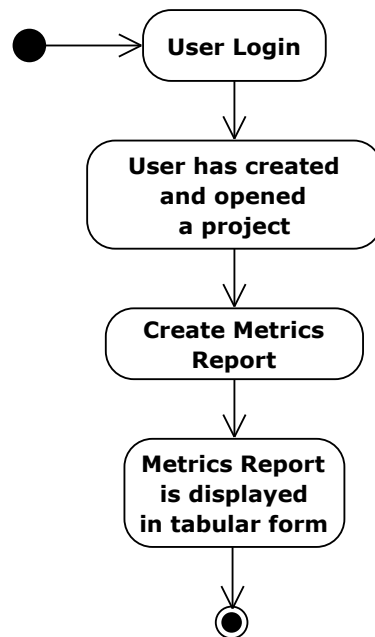 User Login
User has created
and opened
a project
Create Metrics
Report
Metrics Report
is displayed
in tabular form